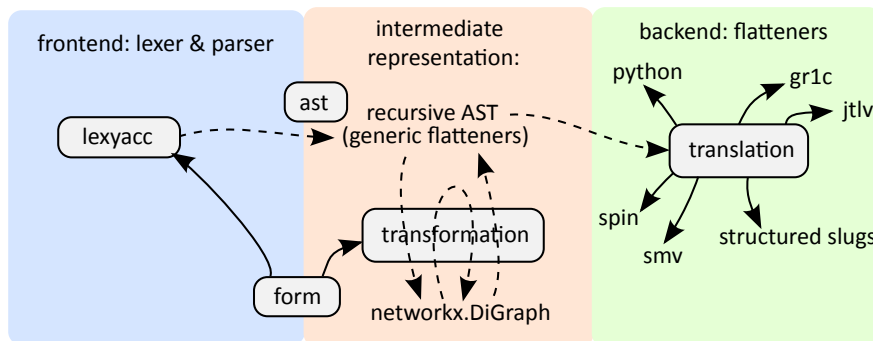 frontend: lexer & parser
intermediate
representation:
backend: flatteners
python
gr1c
ast
jtlv
recursive AST
(generic flatteners)
lexyacc
translation
spin
structured slugs
smv
transformation
form
networkx.DiGraph